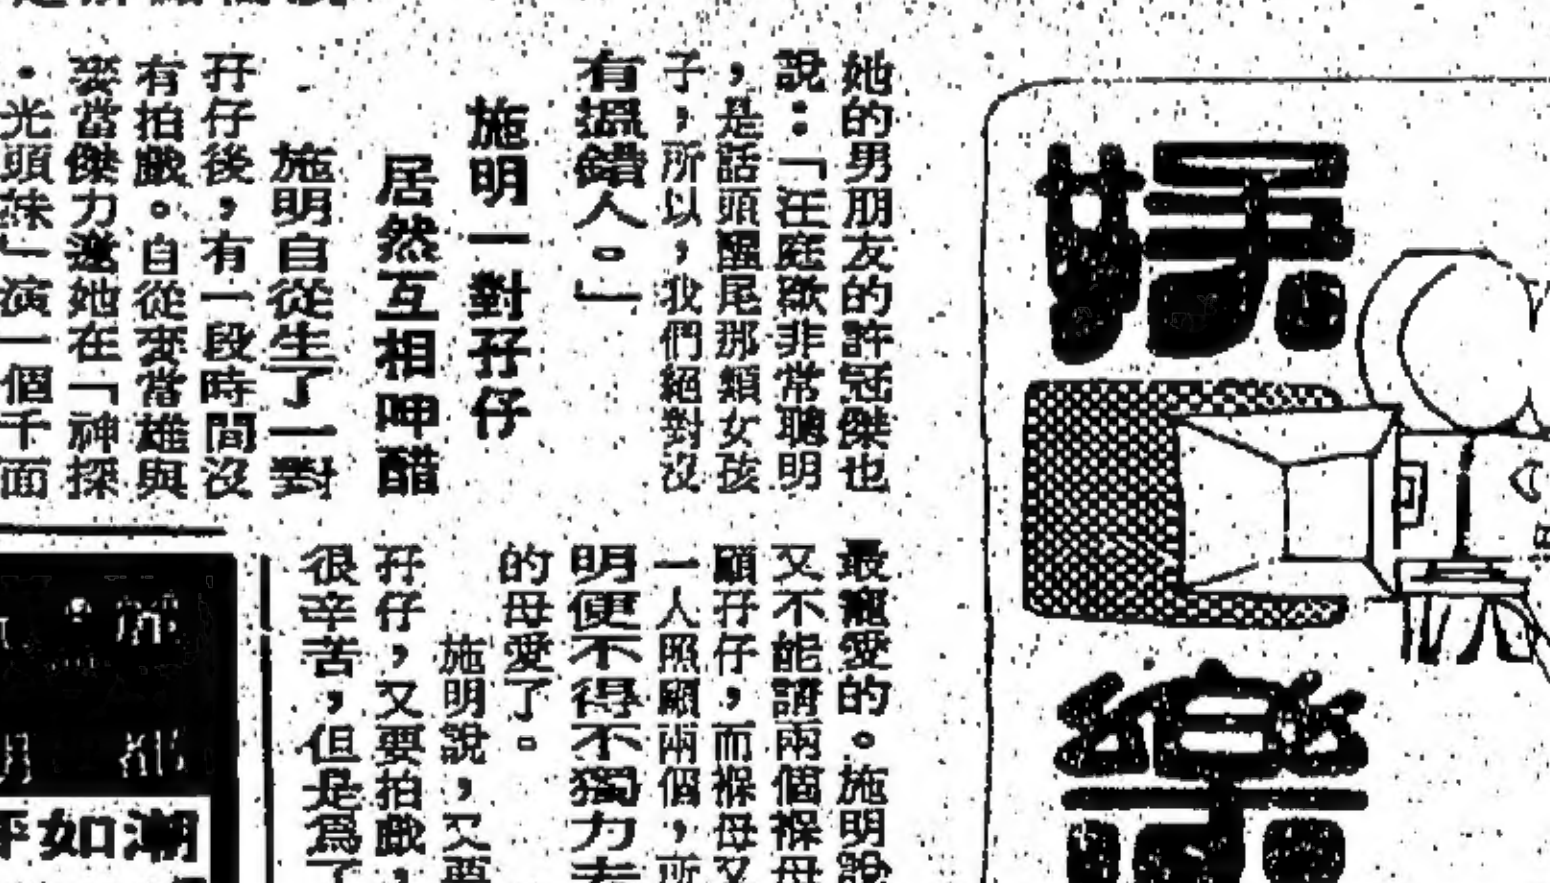 樂
她的男朋友的許冠傑也
說：「汪庭歡非常聰明
，是話頭醒尾那類女孩
子，所以，我們絕對沒
有搵錯人。」
施明一對孖仔
居然互相呷醋
施明自從生了一對
孖仔後，有一段時間沒
有拍戲。自從麥當雄與
麥當傑力邀她在「神探
・光頭妹」演一個千面
最寵愛的。施明說
又不能請兩個褓母
顧孖仔，而褓母又
一人照顧兩個，所
明便不得不獨力去
的母愛了。
施明說，又要
孖仔，又要拍戲，
很辛苦，但是為了
潮如